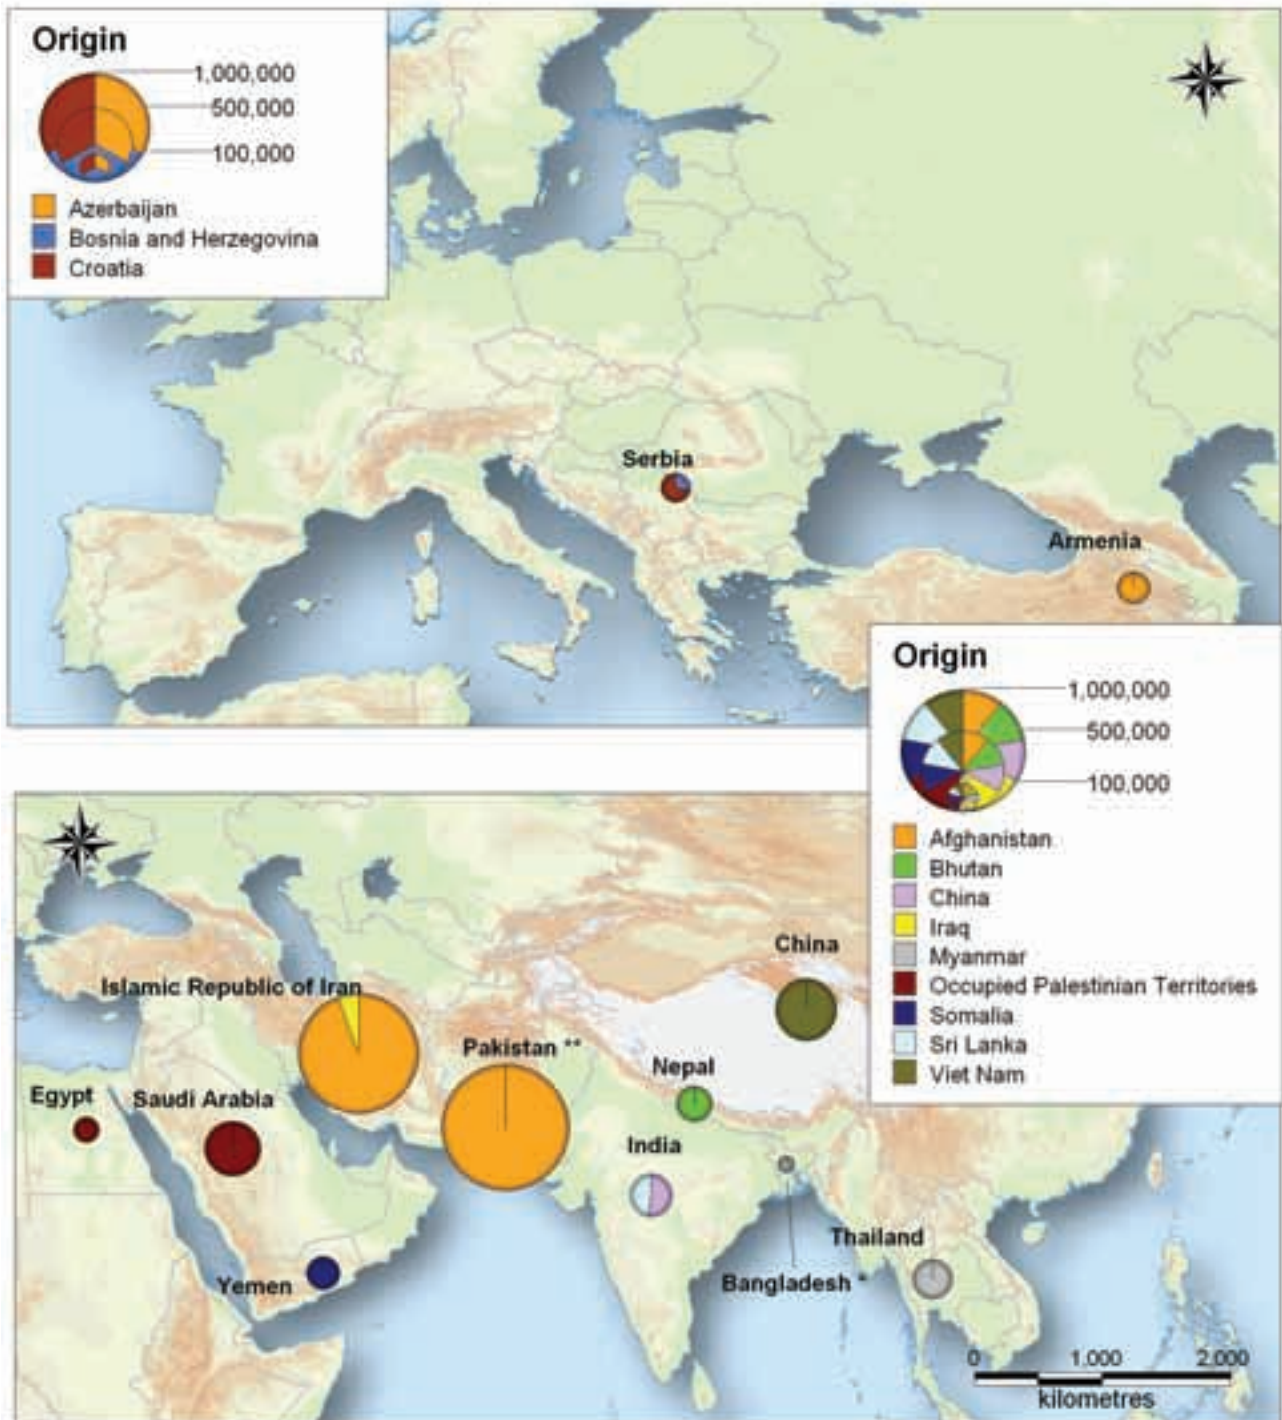 Origin
1,000,000
500,000
100,000
Azerbaijan
Bosnia and Herzegovina
Croatia
Serbia
Armenia
Origin
1,000,000
500,000
100,000
Afghanistan
Bhutan
China
Iraq
Myanmar
Occupied Palestinian Territories
Somalia
Sri Lanka
Viet Nam
China
Islamic Republic of Iran
Pakistan **
Nepal
Egypt
Saudi Arabia
India
Thailand
Yemen
Bangladesh *
0 1,000 2,000
kilometres